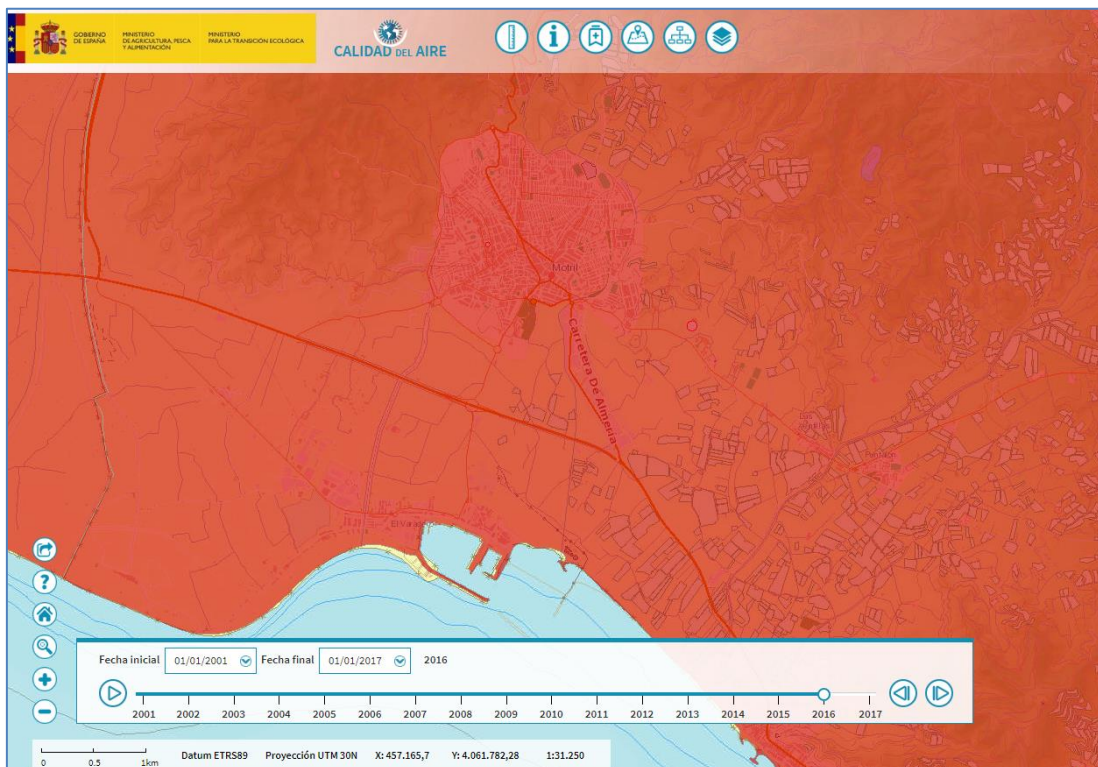 GOBIERNO
DE ESPAÑA
MINISTERIO
DE AGRICULTURA, PESCA
Y ALIMENTACIÓN
MINISTERIO
PARA LA TRANSICIÓN ECOLÓGICA
CALIDAD DEL AIRE
Motril
Carretera De Almería
Fecha inicial 01/01/2001 Fecha final 01/01/2017 2016
2001 2002 2003 2004 2005 2006 2007 2008 2009 2010 2011 2012 2013 2014 2015 2016 2017
0 0.5 1km Datum ETRS89 Proyección UTM 30N X: 457.165,7 Y: 4.061.782,28 1:31.250